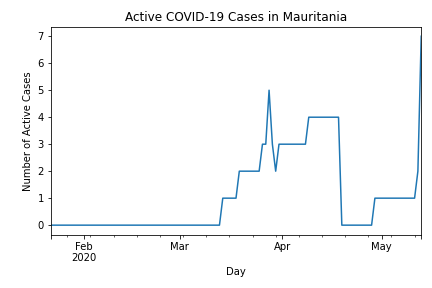 Active COVID-19 Cases in Mauritania
Number of Active Cases
7
6
5
4
3
2
1
0
Feb
2020
Mar
Apr
May
Day